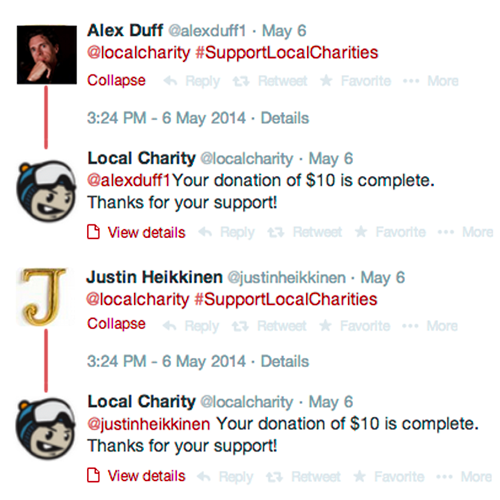 Alex Duff @alexduff1 · May 6
@localcharity #SupportLocalCharities
Collapse Reply Retweet Favorite ··· More
3:24 PM - 6 May 2014 · Details
Local Charity @localcharity · May 6
@alexduff1Your donation of $10 is complete.
Thanks for your support!
View details Reply Retweet Favorite ··· More
J
Justin Heikkinen @justinheikkinen · May 6
@localcharity #SupportLocalCharities
Collapse Reply Retweet Favorite ··· More
3:24 PM - 6 May 2014 · Details
Local Charity @localcharity · May 6
@justinheikkinen Your donation of $10 is complete.
Thanks for your support!
View details Reply Retweet Favorite ··· More